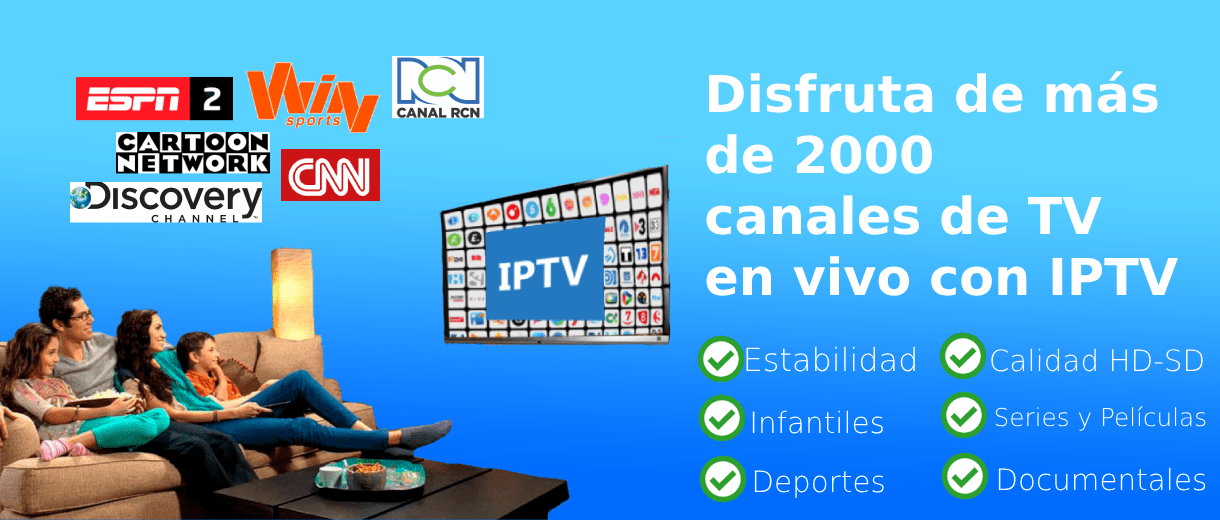 ESPN 2
Win
sports
CANAL RCN
CARTOON
NETWORK
CNN
Discovery
CHANNEL
IPTV
Disfruta de más
de 2000
canales de TV
en vivo con IPTV
Estabilidad
Calidad HD-SD
Infantiles
Series y Películas
Deportes
Documentales